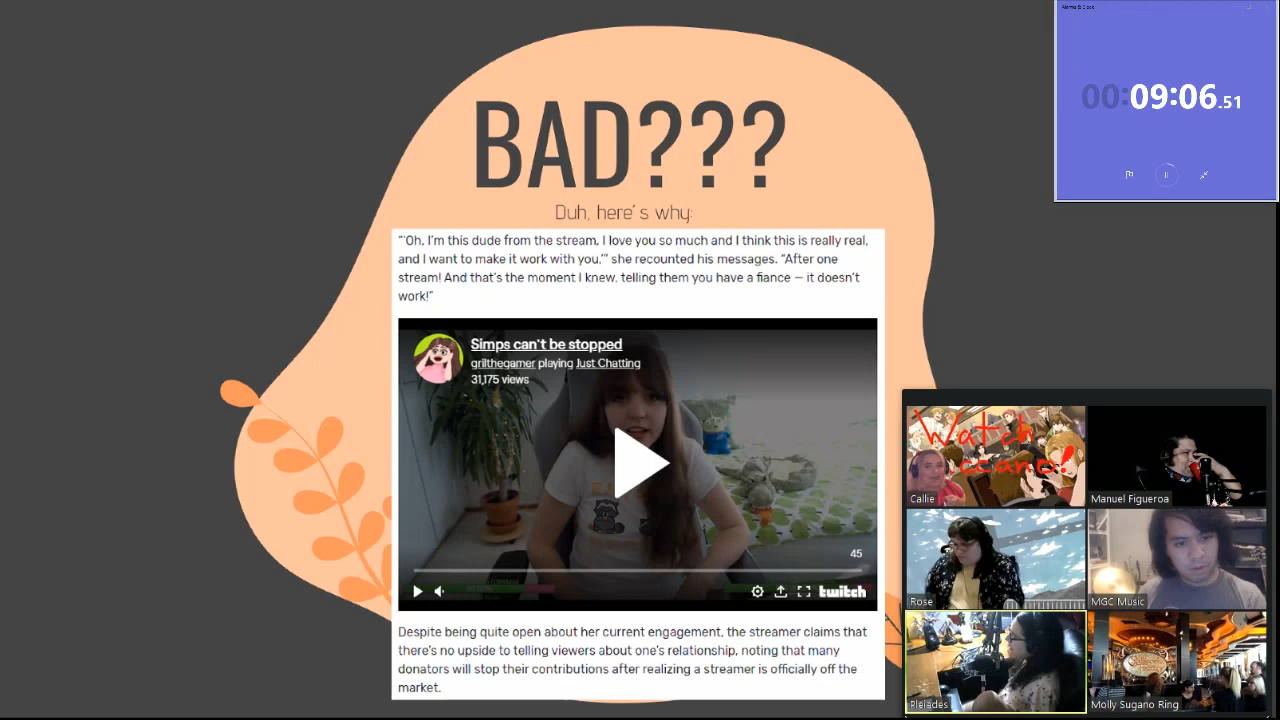 Alarms & Clock
00:09:06.51
BAD???
Duh, here's why:
"'Oh, I'm this dude from the stream, I love you so much and I think this is really real,
and I want to make it work with you,'" she recounted his messages. "After one
stream! And that's the moment I knew, telling them you have a fiance – it doesn't
work!"
Simps can't be stopped
grilthegamer playing Just Chatting
31,175 views
45
twitch
Despite being quite open about her current engagement, the streamer claims that
there's no upside to telling viewers about one's relationship, noting that many
donators will stop their contributions after realizing a streamer is officially off the
market.
Watch
ccano!
Callie
Manuel Figueroa
Rose
MGC Music
Pleiades
Molly Sugano Ring